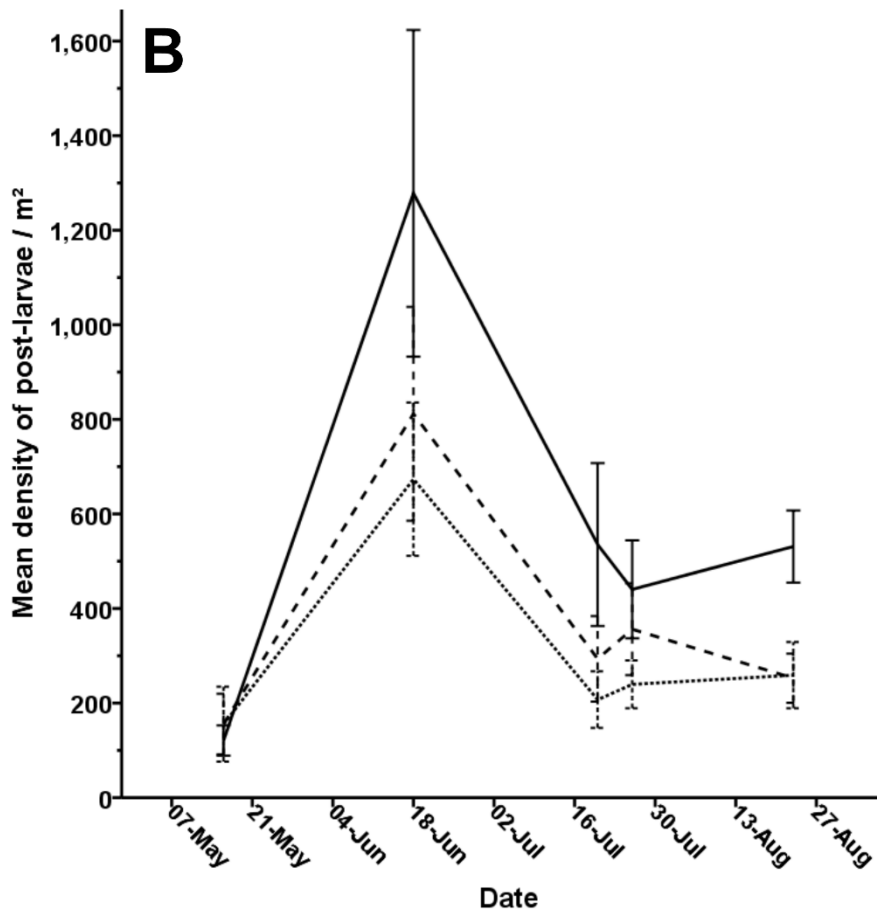 B
1,600
1,400
1,200
1,000
800
600
400
200
0
Mean density of post-larvae / m²
07-May
21-May
04-Jun
18-Jun
02-Jul
16-Jul
30-Jul
13-Aug
27-Aug
Date